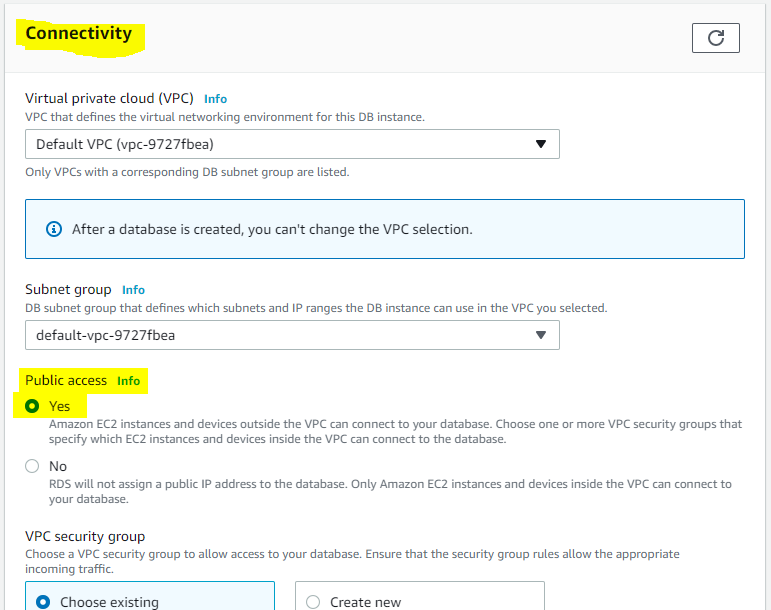 Connectivity
Virtual private cloud (VPC) Info
VPC that defines the virtual networking environment for this DB instance.
Default VPC (vpc-9727fbea)
Only VPCs with a corresponding DB subnet group are listed.
After a database is created, you can't change the VPC selection.
Subnet group Info
DB subnet group that defines which subnets and IP ranges the DB instance can use in the VPC you selected.
default-vpc-9727fbea
Public access Info
Yes
Amazon EC2 instances and devices outside the VPC can connect to your database. Choose one or more VPC security groups that
specify which EC2 instances and devices inside the VPC can connect to the database.
No
RDS will not assign a public IP address to the database. Only Amazon EC2 instances and devices inside the VPC can connect to
your database.
VPC security group
Choose a VPC security group to allow access to your database. Ensure that the security group rules allow the appropriate
incoming traffic.
Choose existing Create new